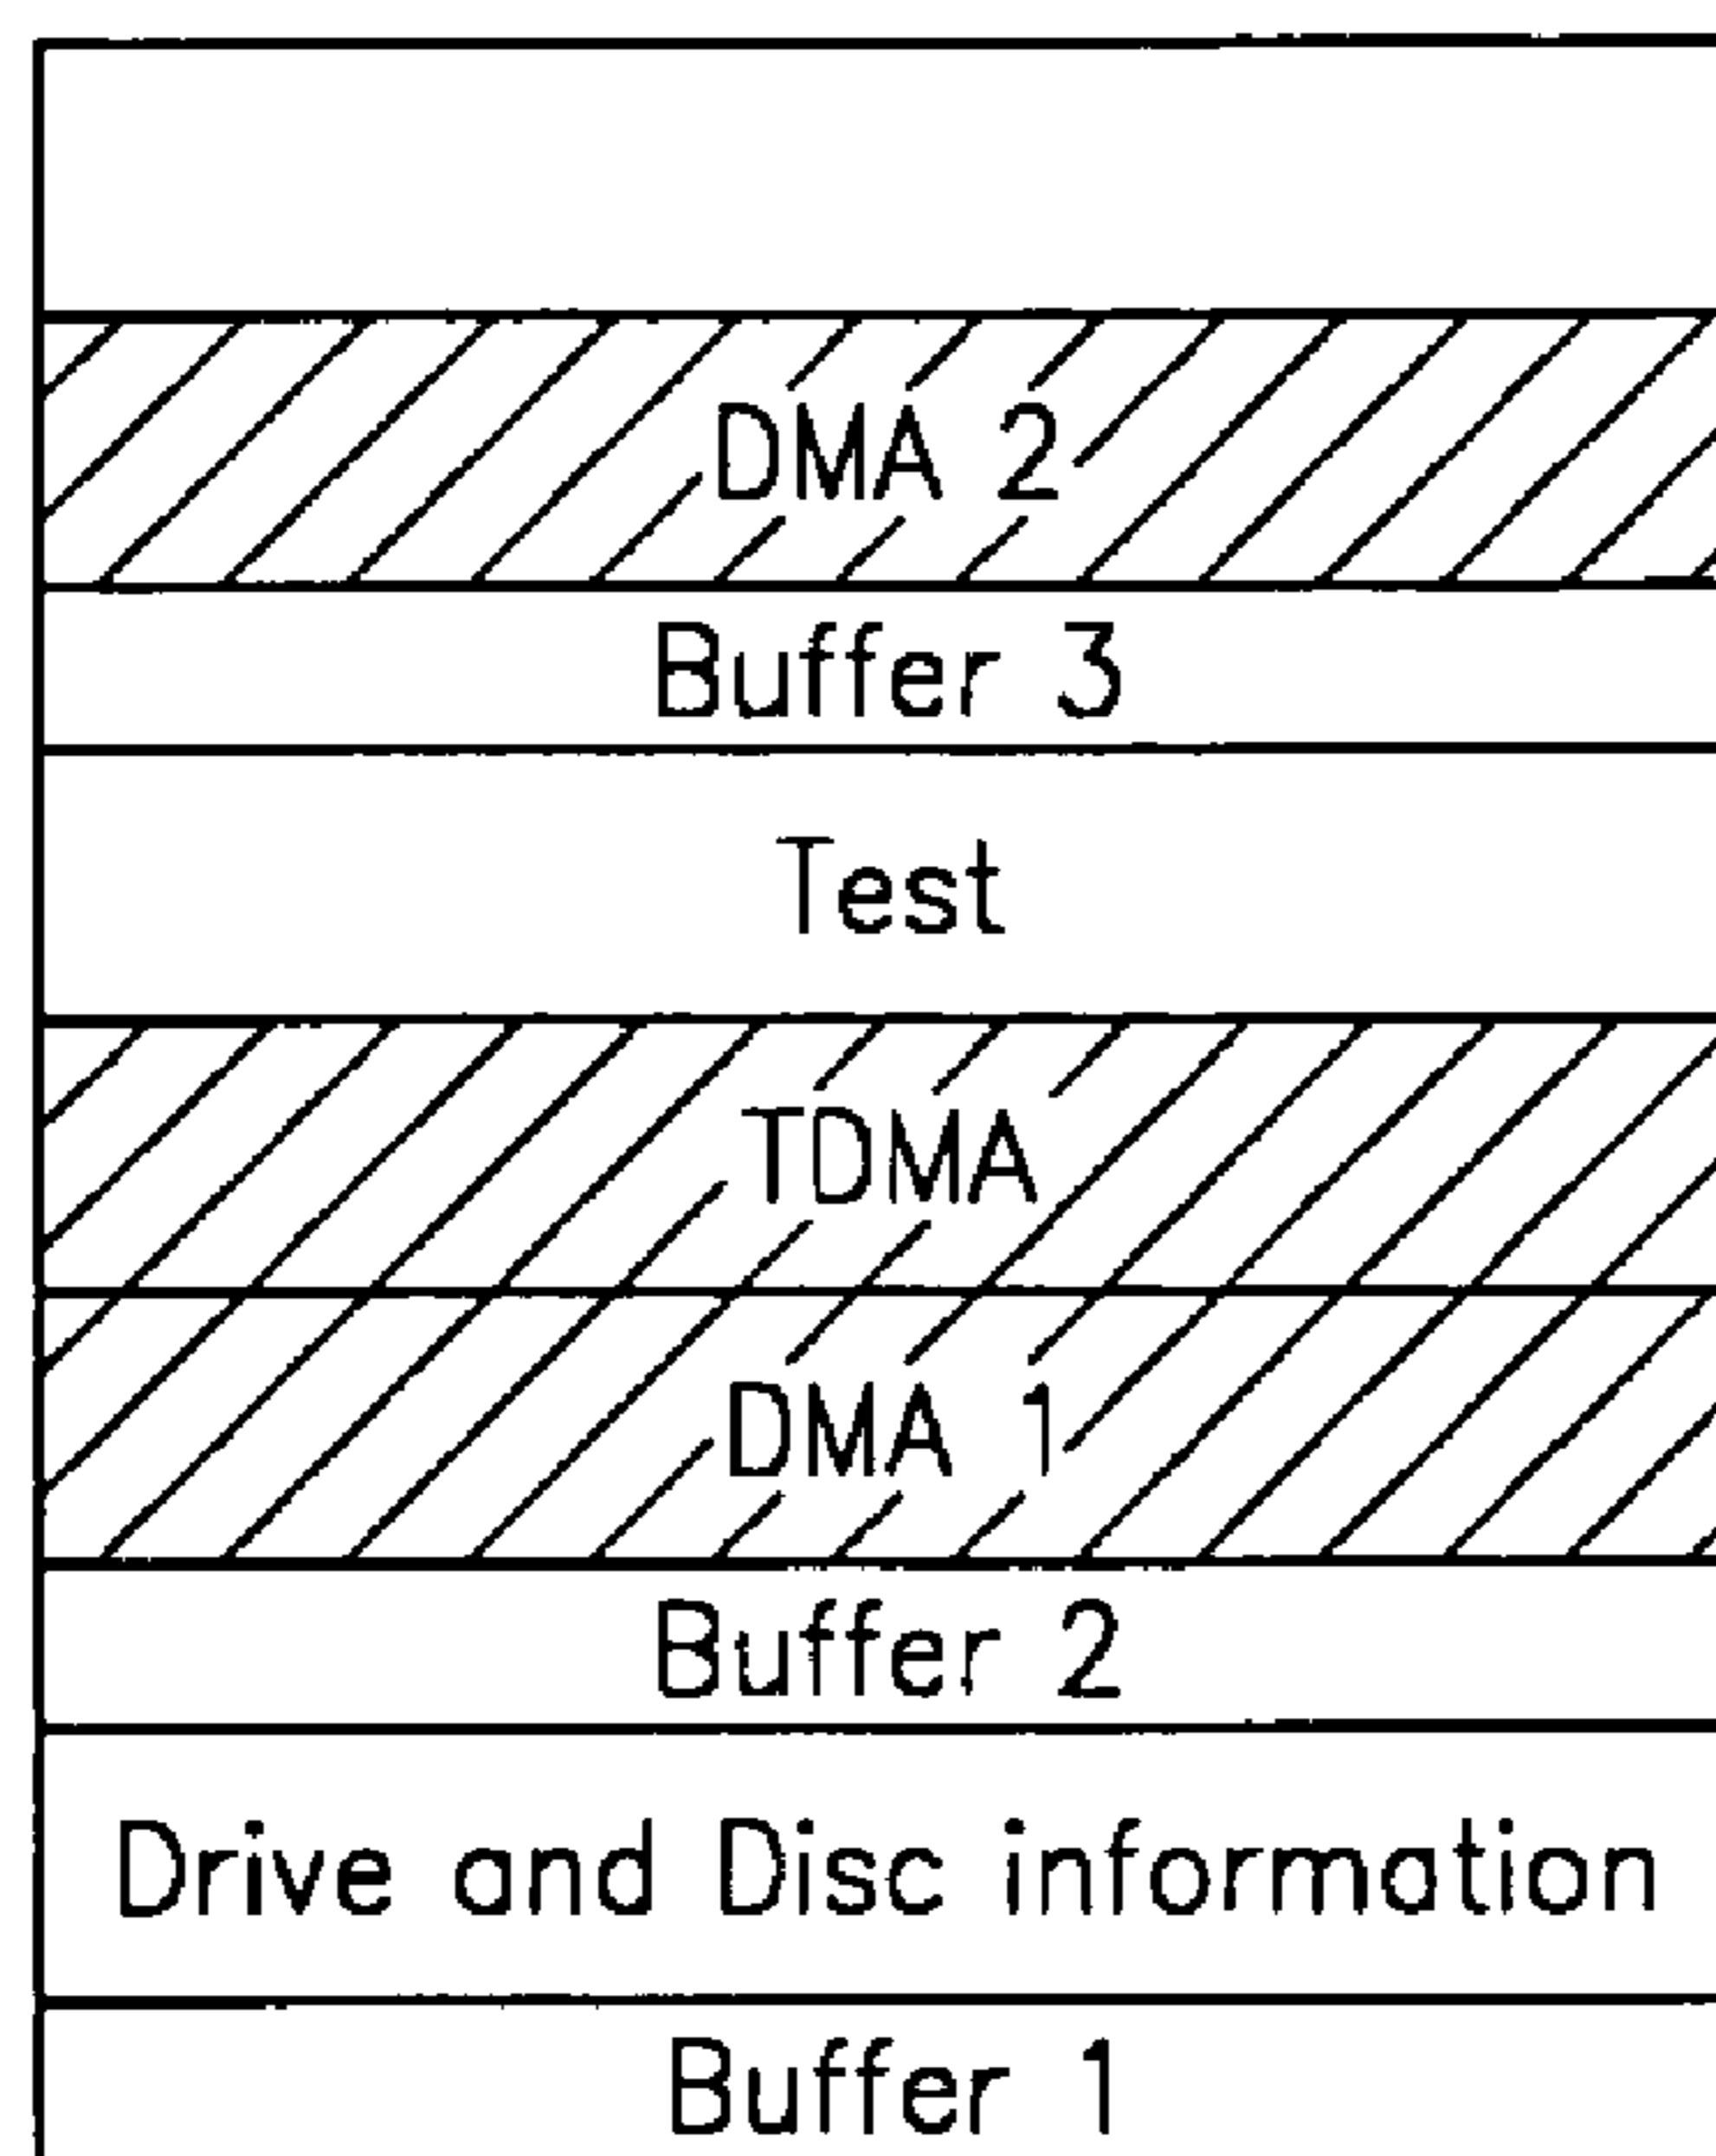 DMA 2
Buffer 3
Test
TDMA
DMA 1
Buffer 2
Drive and Disc information
Buffer 1